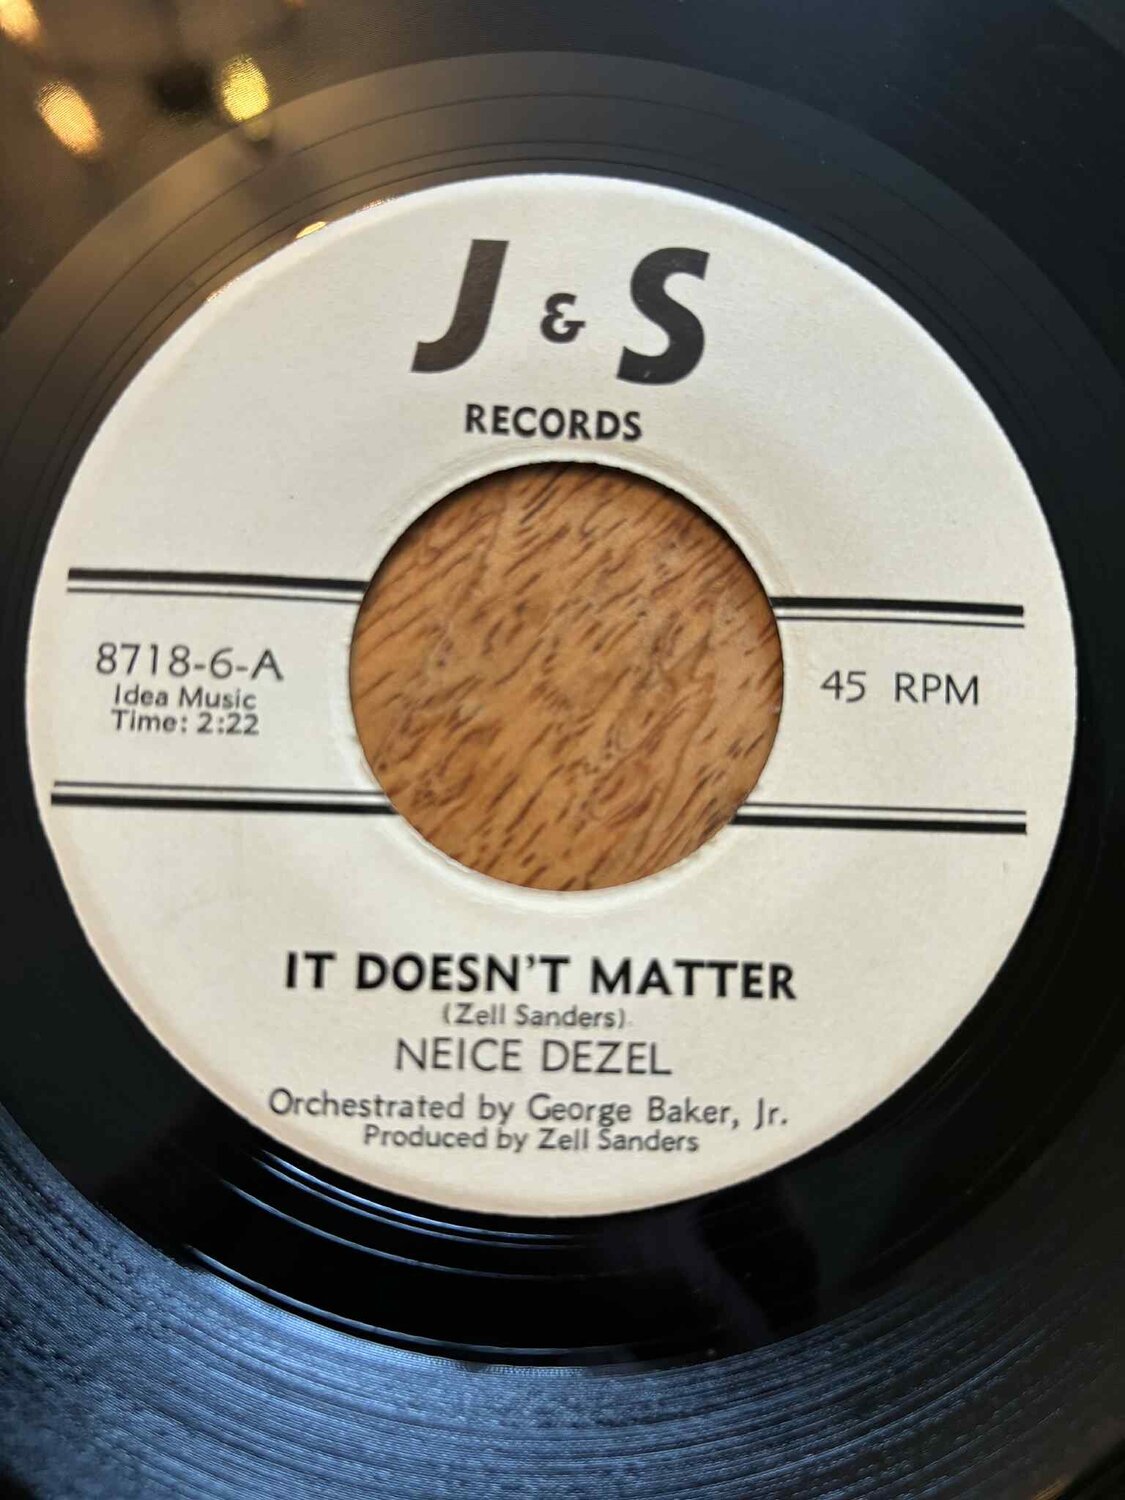 J & S
RECORDS
8718-6-A
Idea Music
Time: 2:22
45 RPM
IT DOESN'T MATTER
(Zell Sanders)
NEICE DEZEL
Orchestrated by George Baker, Jr.
Produced by Zell Sanders